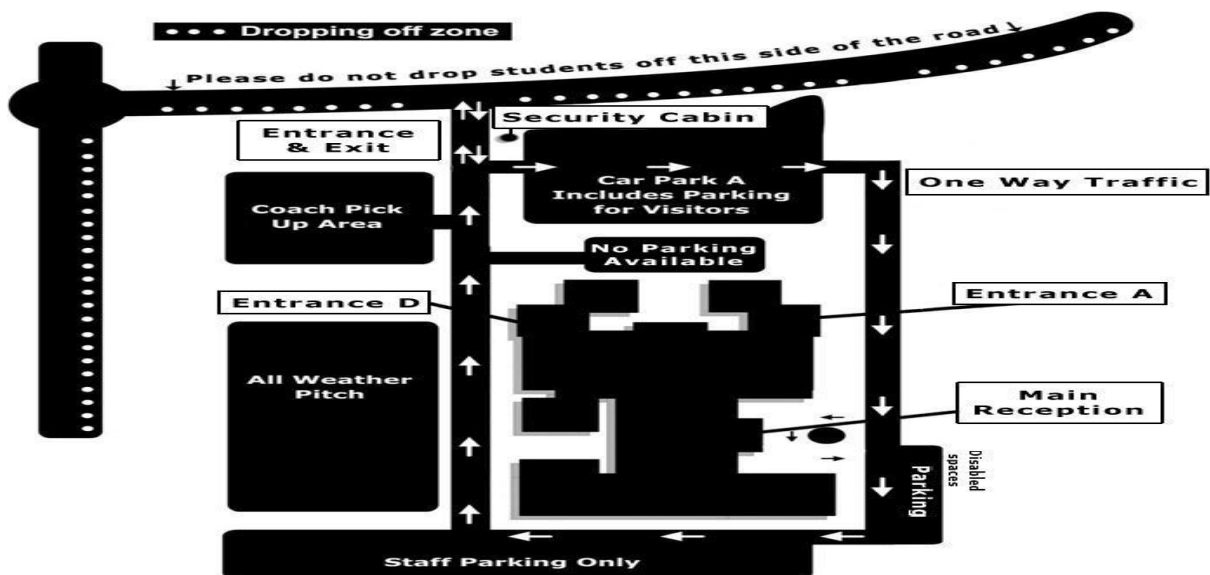 Dropping off zone
Please do not drop students off this side of the road
Security Cabin
Entrance
& Exit
Car Park A
Includes Parking
for Visitors
One Way Traffic
Coach Pick
Up Area
No Parking
Available
Entrance D
Entrance A
All Weather
Pitch
Main
Reception
Parking
Disabled
spaces
Staff Parking Only